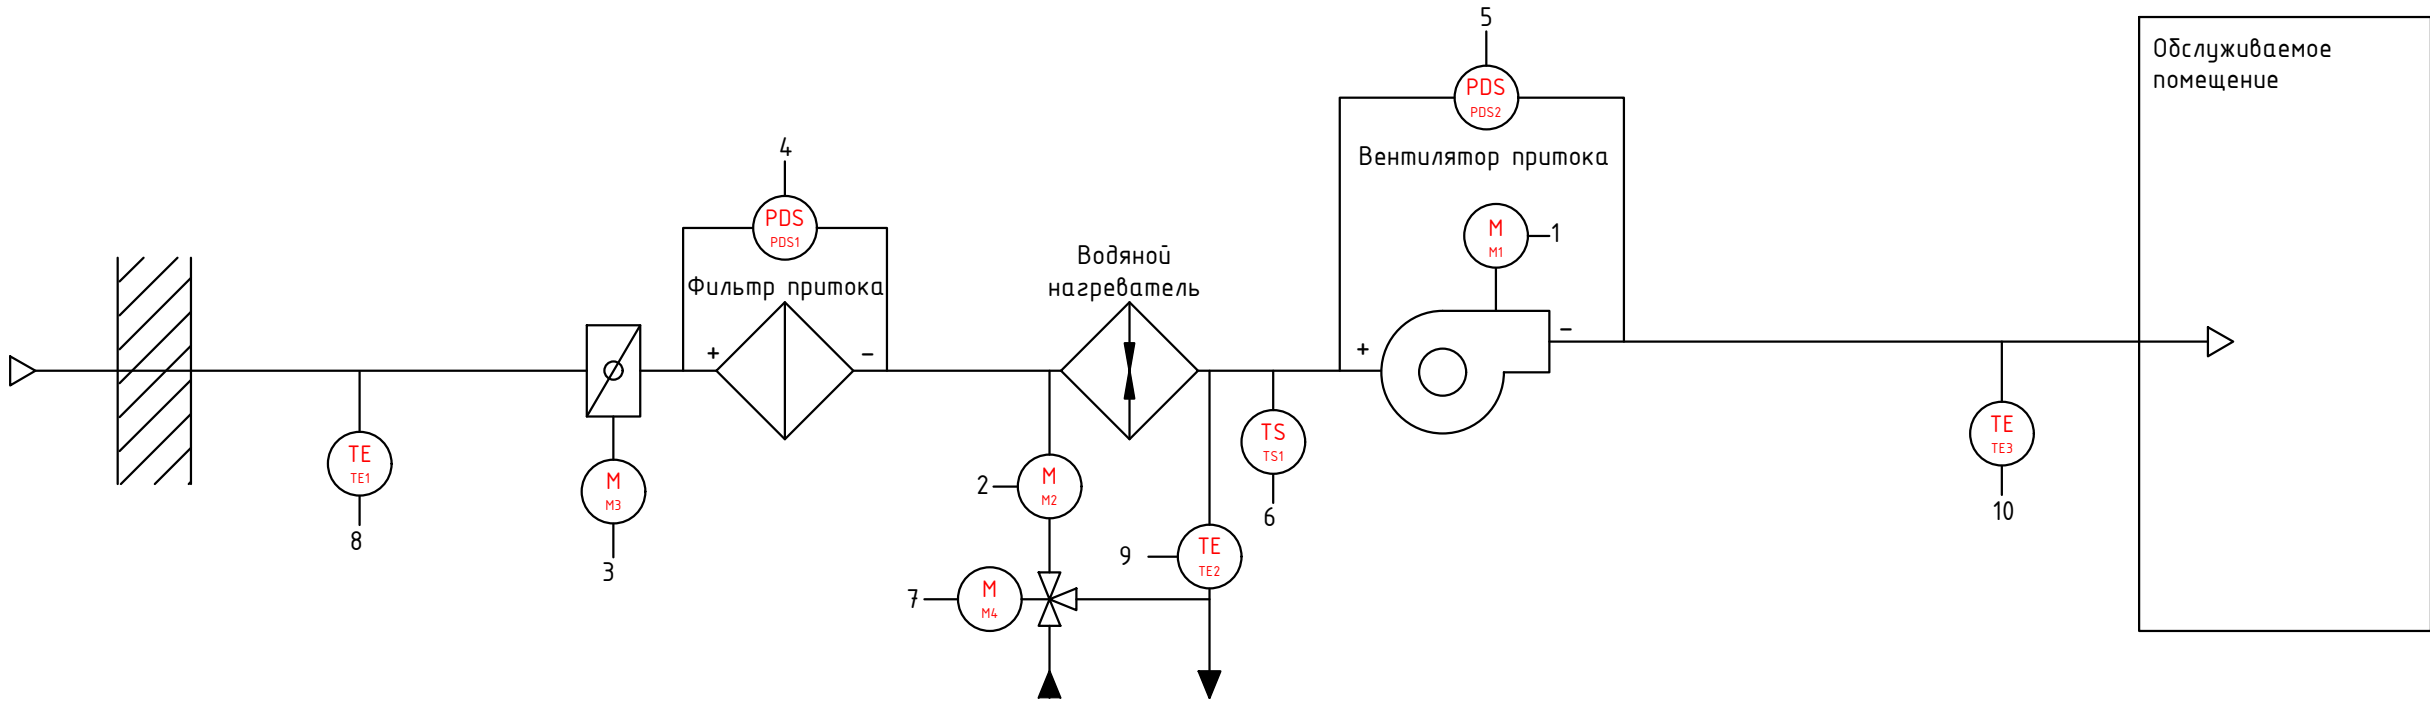 5
Обслуживаемое
помещение
PDS
PDS2
4
Вентилятор притока
PDS
PDS1
M
M1
1
Водяной
нагреватель
Фильтр притока
+
-
+
-
TE
TE1
8
M
M3
3
2
M
M2
TS
TS1
6
TE
TE3
10
9
TE
TE2
7
M
M4